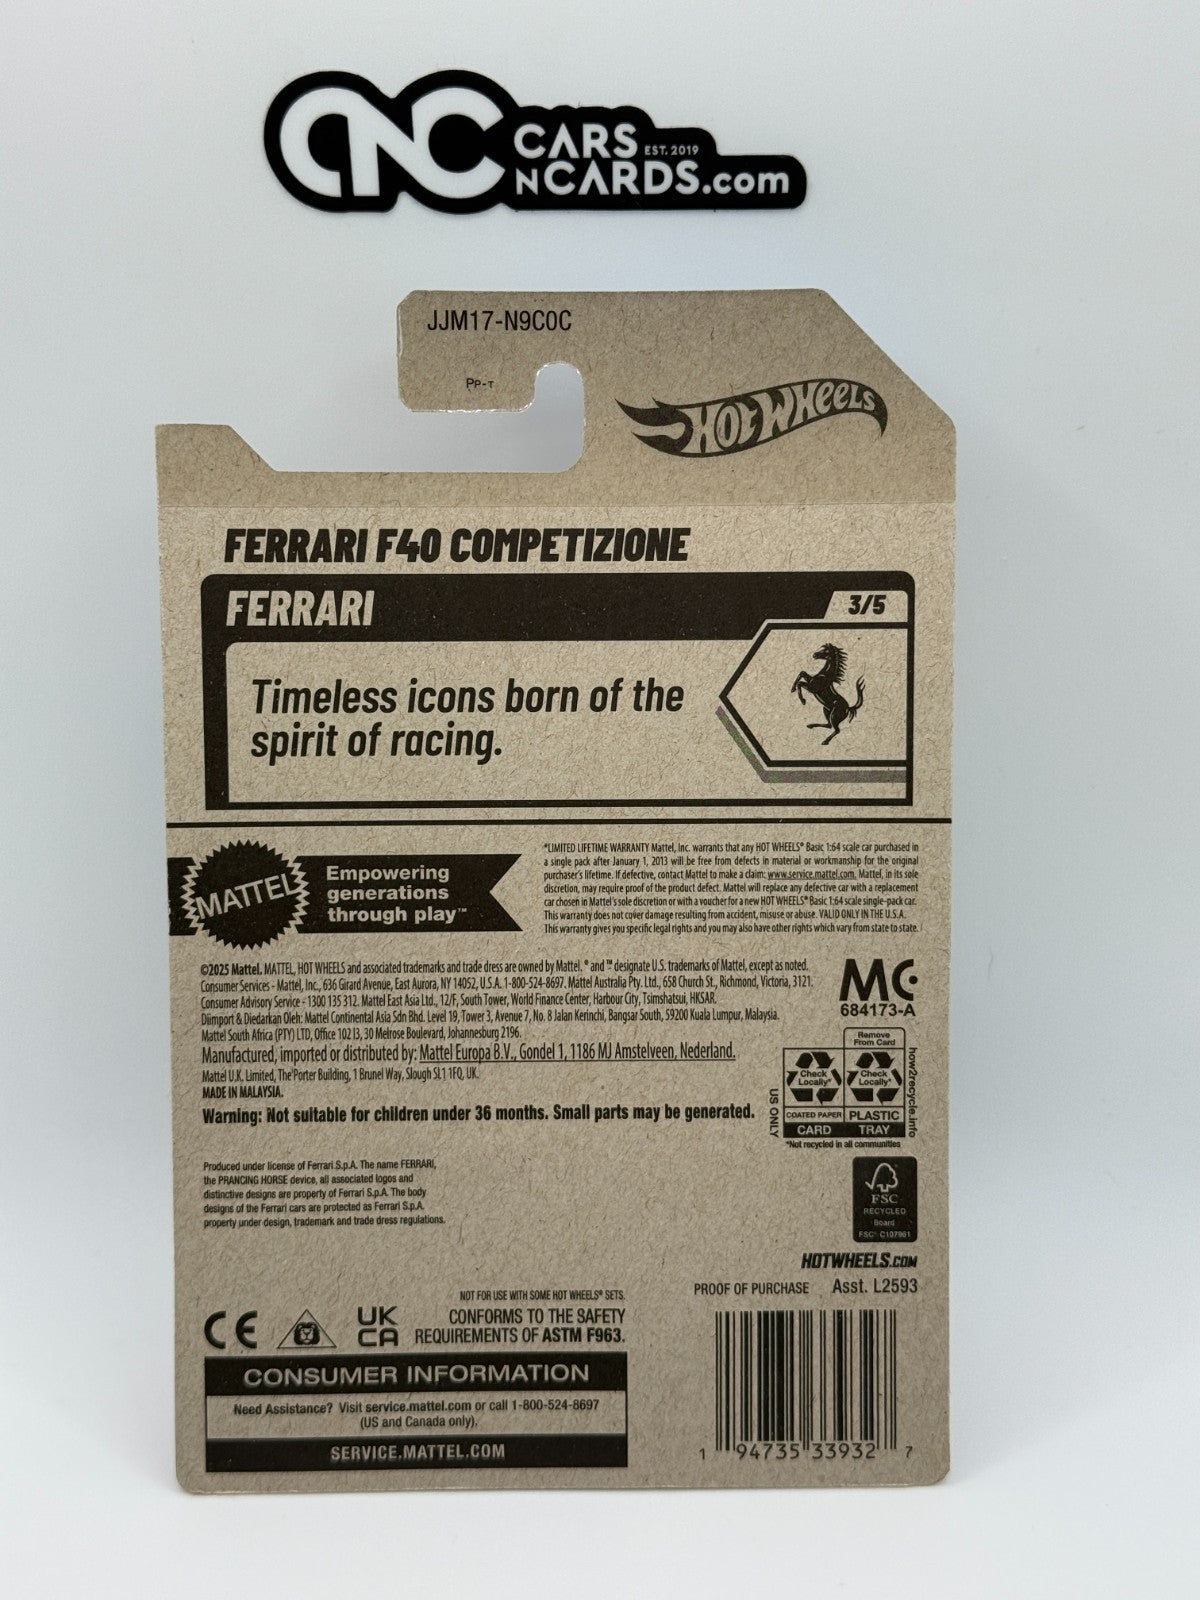 CNC CARS EST. 2019
N CARDS.com
JJM17-N9C0C
PP-T
HOT WHEELS
FERRARI F40 COMPETIZIONE
FERRARI
3/5
Timeless icons born of the
spirit of racing.
MATTEL
Empowering
generations
through play™
*LIMITED LIFETIME WARRANTY Mattel, Inc. warrants that any HOT WHEELS® Basic 1:64 scale car purchased in
a single pack after January 1, 2013 will be free from defects in material or workmanship for the original
purchaser's lifetime. If defective, contact Mattel to make a claim: www.service.mattel.com. Mattel, in its sole
discretion, may require proof of the product defect. Mattel will replace any defective car with a replacement
car chosen in Mattel's sole discretion or with a voucher for a new HOT WHEELS® Basic 1:64 scale single-pack car.
This warranty does not cover damage resulting from accident, misuse or abuse. VALID ONLY IN THE U.S.A.
This warranty gives you specific legal rights and you may also have other rights which vary from state to state.
©2025 Mattel. MATTEL, HOT WHEELS and associated trademarks and trade dress are owned by Mattel. ® and ™ designate U.S. trademarks of Mattel, except as noted.
Consumer Services - Mattel, Inc., 636 Girard Avenue, East Aurora, NY 14052, U.S.A. 1-800-524-8697. Mattel Australia Pty. Ltd., 658 Church St., Richmond, Victoria, 3121.
Consumer Advisory Service - 1300 135 312. Mattel East Asia Ltd., 12/F, South Tower, World Finance Center, Harbour City, Tsimshatsui, HKSAR.
Diimport & Diedarkan Oleh: Mattel Continental Asia Sdn Bhd. Level 19, Tower 3, Avenue 7, No. 8 Jalan Kerinchi, Bangsar South, 59200 Kuala Lumpur, Malaysia.
Mattel South Africa (PTY) LTD, Office 102 I3, 30 Melrose Boulevard, Johannesburg 2196.
Manufactured, imported or distributed by: Mattel Europa B.V., Gondel 1, 1186 MJ Amstelveen, Nederland.
Mattel U.K. Limited, The Porter Building, 1 Brunel Way, Slough SL1 1FQ, UK.
MADE IN MALAYSIA.
Warning: Not suitable for children under 36 months. Small parts may be generated.
MC
684173-A
Remove
From Card
Check
Locally*
Check
Locally*
COATED PAPER
PLASTIC
CARD
TRAY
US ONLY
how2recycle.info
*Not recycled in all communities
Produced under license of Ferrari S.p.A. The name FERRARI,
the PRANCING HORSE device, all associated logos and
distinctive designs are property of Ferrari S.p.A. The body
designs of the Ferrari cars are protected as Ferrari S.p.A.
property under design, trademark and trade dress regulations.
FSC
RECYCLED
Board
FSC® C107961
HOTWHEELS.COM
PROOF OF PURCHASE Asst. L2593
NOT FOR USE WITH SOME HOT WHEELS® SETS.
CE
UK
CA
CONFORMS TO THE SAFETY
REQUIREMENTS OF ASTM F963.
CONSUMER INFORMATION
Need Assistance? Visit service.mattel.com or call 1-800-524-8697
(US and Canada only).
SERVICE.MATTEL.COM
1 94735 33932 7